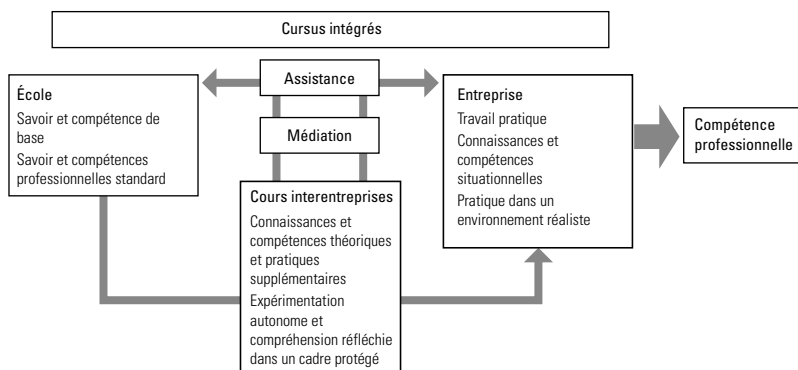 Cursus intégrés
Assistance
Médiation
École
Savoir et compétence de
base
Savoir et compétences
professionnelles standard
Cours interentreprises
Connaissances et
compétences théoriques
et pratiques
supplémentaires
Expérimentation
autonome et
compréhension réfléchie
dans un cadre protégé
Entreprise
Travail pratique
Connaissances et
compétences
situationnelles
Pratique dans un
environnement réaliste
Compétence
professionnelle